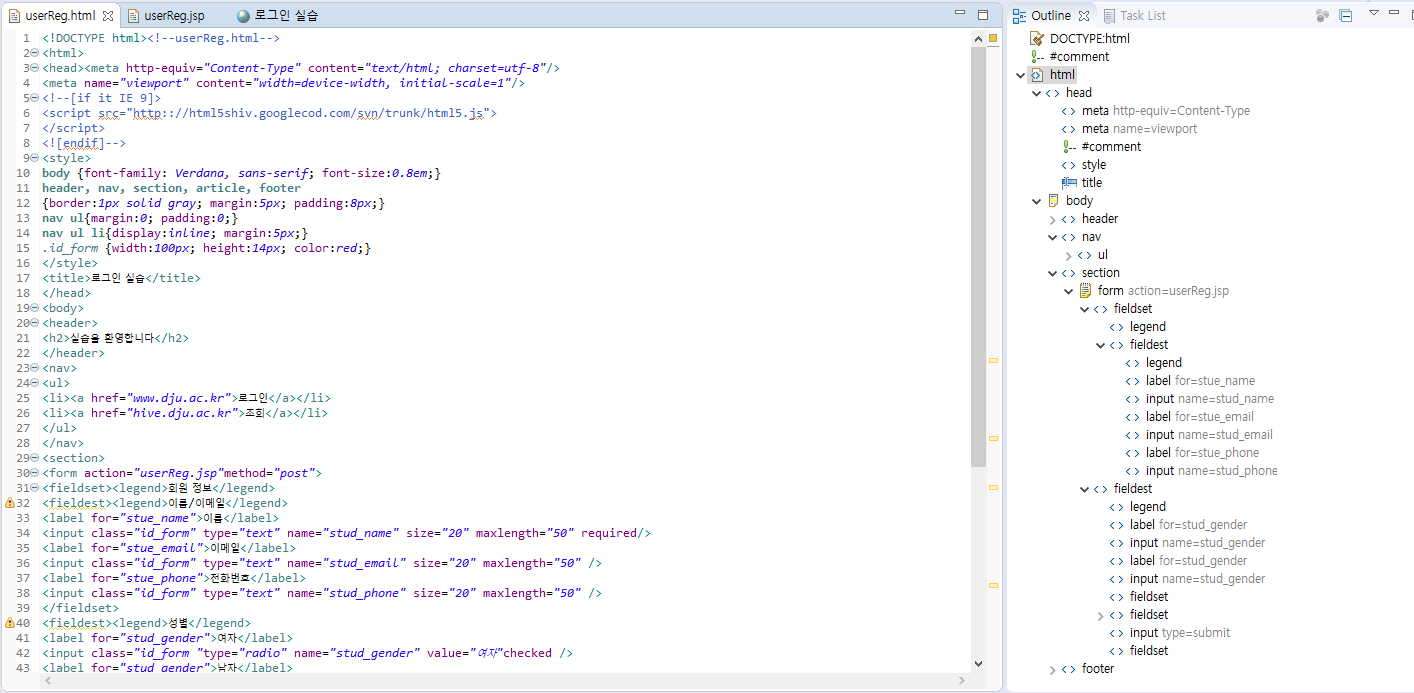 userReg.html
userReg.jsp
로그인 실습
1 <!DOCTYPE html><!--userReg.html-->
2 <html>
3 <head><meta http-equiv="Content-Type" content="text/html; charset=utf-8"/>
4 <meta name="viewport" content="width=device-width, initial-scale=1"/>
5 <!--[if it IE 9]>
6 <script src="http:://html5shiv.googlecod.com/svn/trunk/html5.js">
7 </script>
8 <![endif]-->
9 <style>
10 body {font-family: Verdana, sans-serif; font-size:0.8em;}
11 header, nav, section, article, footer
12 {border:1px solid gray; margin:5px; padding:8px;}
13 nav ul{margin:0; padding:0;}
14 nav ul li{display:inline; margin:5px;}
15 .id_form {width:100px; height:14px; color:red;}
16 </style>
17 <title>로그인 실습</title>
18 </head>
19 <body>
20 <header>
21 <h2>실습을 환영합니다</h2>
22 </header>
23 <nav>
24 <ul>
25 <li><a href="www.dju.ac.kr">로그인</a></li>
26 <li><a href="hive.dju.ac.kr">조회</a></li>
27 </ul>
28 </nav>
29 <section>
30 <form action="userReg.jsp"method="post">
31 <fieldset><legend>회원 정보</legend>
32 <fieldest><legend>이름/이메일</legend>
33 <label for="stue_name">이름</label>
34 <input class="id_form" type="text" name="stud_name" size="20" maxlength="50" required/>
35 <label for="stue_email">이메일</label>
36 <input class="id_form" type="text" name="stud_email" size="20" maxlength="50" />
37 <label for="stue_phone">전화번호</label>
38 <input class="id_form" type="text" name="stud_phone" size="20" maxlength="50" />
39 </fieldset>
40 <fieldest><legend>성별</legend>
41 <label for="stud_gender">여자</label>
42 <input class="id_form "type="radio" name="stud_gender" value="여자"checked />
43 <label for="stud_gender">남자</label>
Outline
Task List
DOCTYPE:html
#comment
html
head
meta http-equiv=Content-Type
meta name=viewport
#comment
style
title
body
header
nav
ul
section
form action=userReg.jsp
fieldset
legend
fieldest
legend
label for=stue_name
input name=stud_name
label for=stue_email
input name=stud_email
label for=stue_phone
input name=stud_phone
fieldest
legend
label for=stud_gender
input name=stud_gender
label for=stud_gender
input name=stud_gender
fieldset
fieldset
input type=submit
fieldset
footer